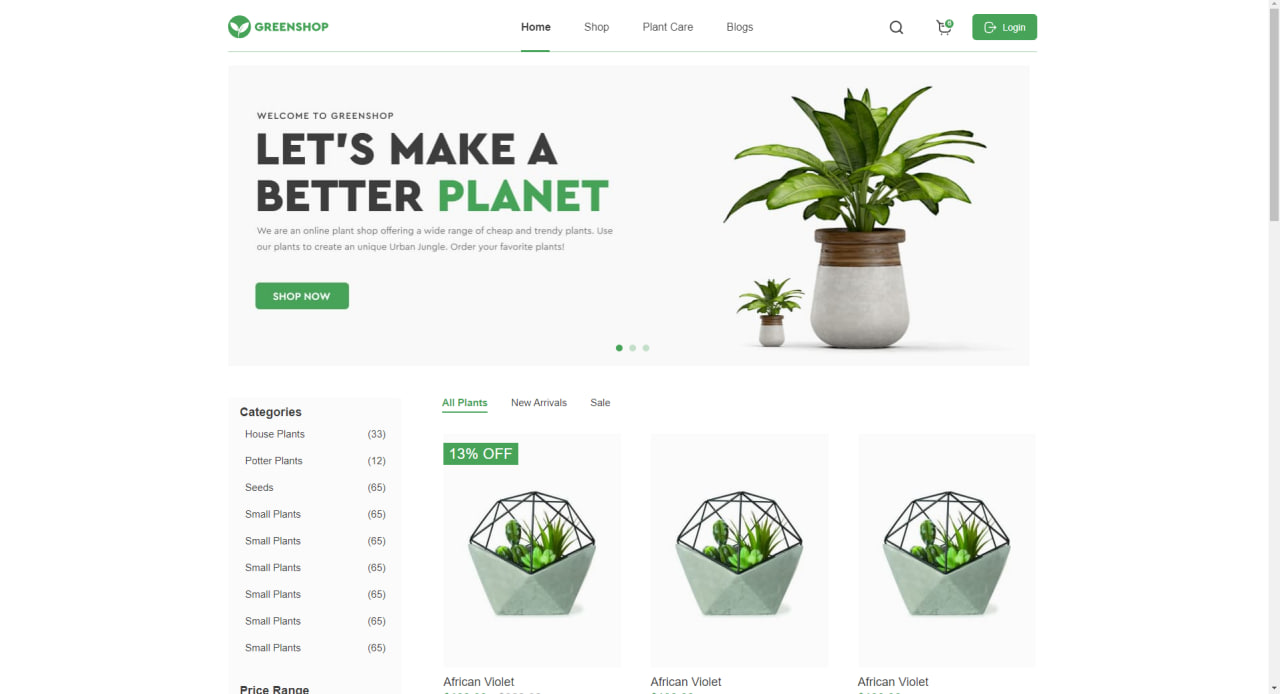 GREENSHOP
Home
Shop
Plant Care
Blogs
Login
WELCOME TO GREENSHOP
LET'S MAKE A
BETTER PLANET
We are an online plant shop offering a wide range of cheap and trendy plants. Use
our plants to create an unique Urban Jungle. Order your favorite plants!
SHOP NOW
Categories
House Plants (33)
Potter Plants (12)
Seeds (65)
Small Plants (65)
Small Plants (65)
Small Plants (65)
Small Plants (65)
Small Plants (65)
Small Plants (65)
Price Range
All Plants
New Arrivals
Sale
13% OFF
African Violet
African Violet
African Violet